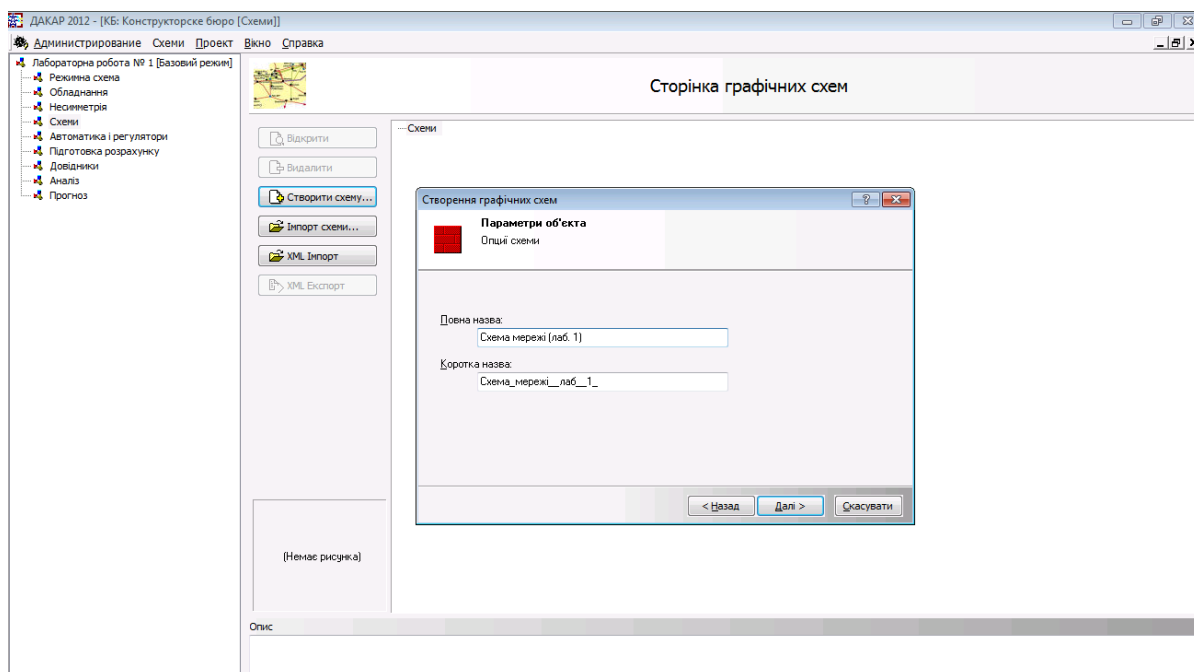 ДАКАР 2012 - [КБ: Конструкторске бюро [Схеми]]
Администрирование Схеми Проект Вікно Справка
Лабораторна робота № 1 [Базовий режим]
Режимна схема
Обладнання
Несиметрія
Схеми
Автоматика і регулятори
Підготовка розрахунку
Довідники
Аналіз
Прогноз
Сторінка графічних схем
Відкрити
Видалити
Створити схему...
Імпорт схеми...
XML Імпорт
XML Експорт
(Немає рисунка)
Схеми
Створення графічних схем
Параметри об'єкта
Опції схеми
Повна назва:
Схема мережі (лаб. 1)
Коротка назва:
Схема_мережі__лаб__1_
< Назад Далі > Скасувати
Опис